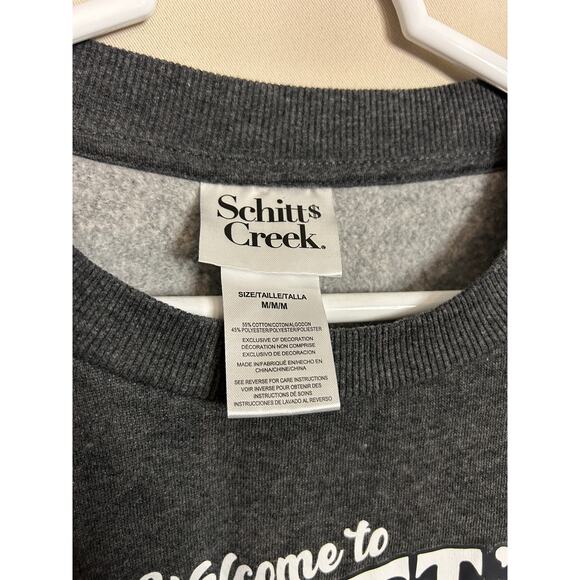 Schitt$
Creek®
SIZE/TAILLE/TALLA
M/M/M
55% COTTON/COTON/ALGODON
45% POLYESTER/POLYESTER/POLIESTER
EXCLUSIVE OF DECORATION
DÉCORATION NON COMPRISE
EXCLUSIVO DE DECORACION
MADE IN/FABRIQUÉ EN/HECHO EN
CHINA/CHINE/CHINA
SEE REVERSE FOR CARE INSTRUCTIONS
VOIR INVERSE POUR OBTENIR DES
INSTRUCTIONS DE SOINS
INSTRUCCIONES DE LAVADO AL REVERSO
Welcome to